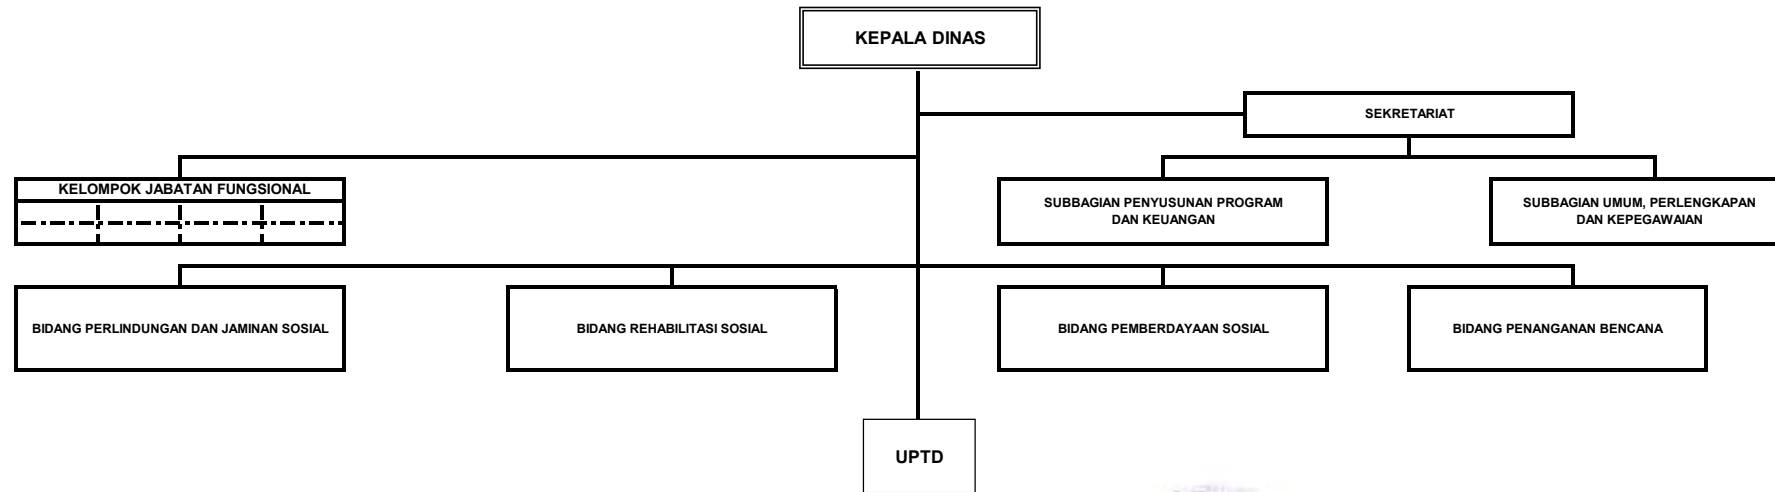 KEPALA DINAS
SEKRETARIAT
KELOMPOK JABATAN FUNGSIONAL
SUBBAGIAN PENYUSUNAN PROGRAM
DAN KEUANGAN
SUBBAGIAN UMUM, PERLENGKAPAN
DAN KEPEGAWAIAN
BIDANG PERLINDUNGAN DAN JAMINAN SOSIAL
BIDANG REHABILITASI SOSIAL
BIDANG PEMBERDAYAAN SOSIAL
BIDANG PENANGANAN BENCANA
UPTD